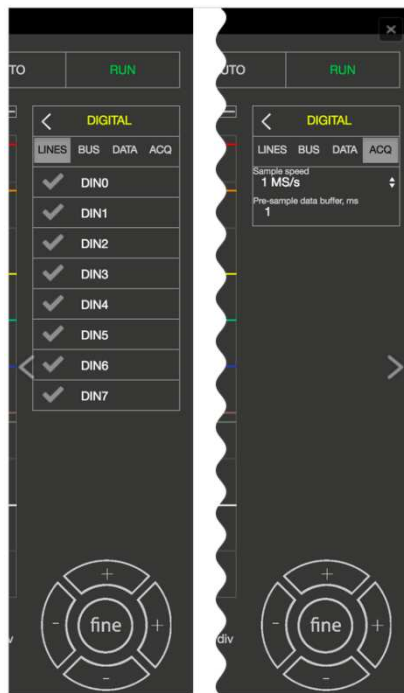 TO
RUN
DIGITAL
LINES BUS DATA ACQ
DIN0
DIN1
DIN2
DIN3
DIN4
DIN5
DIN6
DIN7
+
- fine +
-
v
UTO
RUN
DIGITAL
LINES BUS DATA ACQ
Sample speed
1 MS/s
Pre-sample data buffer, ms
1
+
- fine +
-
div